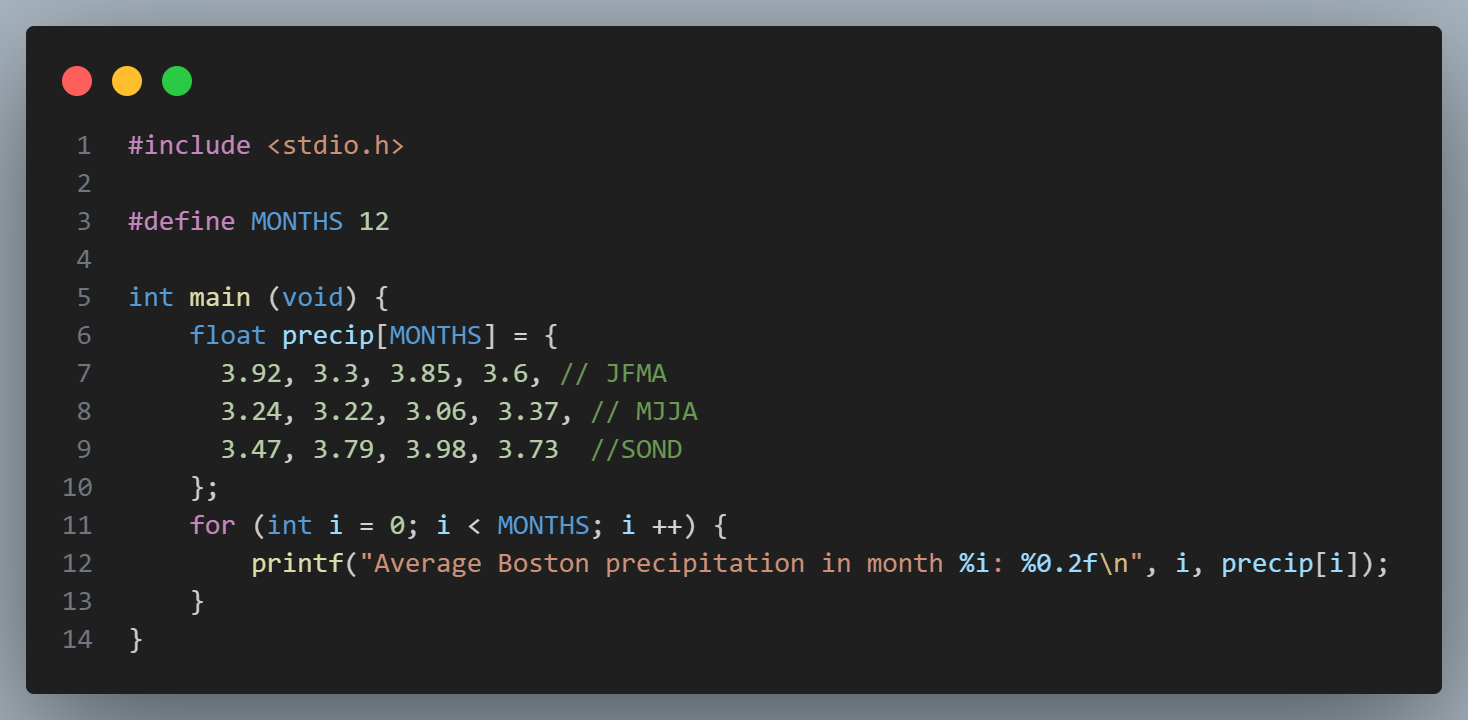 1 #include <stdio.h>
2
3 #define MONTHS 12
4
5 int main (void) {
6     float precip[MONTHS] = {
7       3.92, 3.3, 3.85, 3.6, // JFMA
8       3.24, 3.22, 3.06, 3.37, // MJJA
9       3.47, 3.79, 3.98, 3.73  //SOND
10     };
11     for (int i = 0; i < MONTHS; i ++) {
12         printf("Average Boston precipitation in month %i: %0.2f\n", i, precip[i]);
13     }
14 }